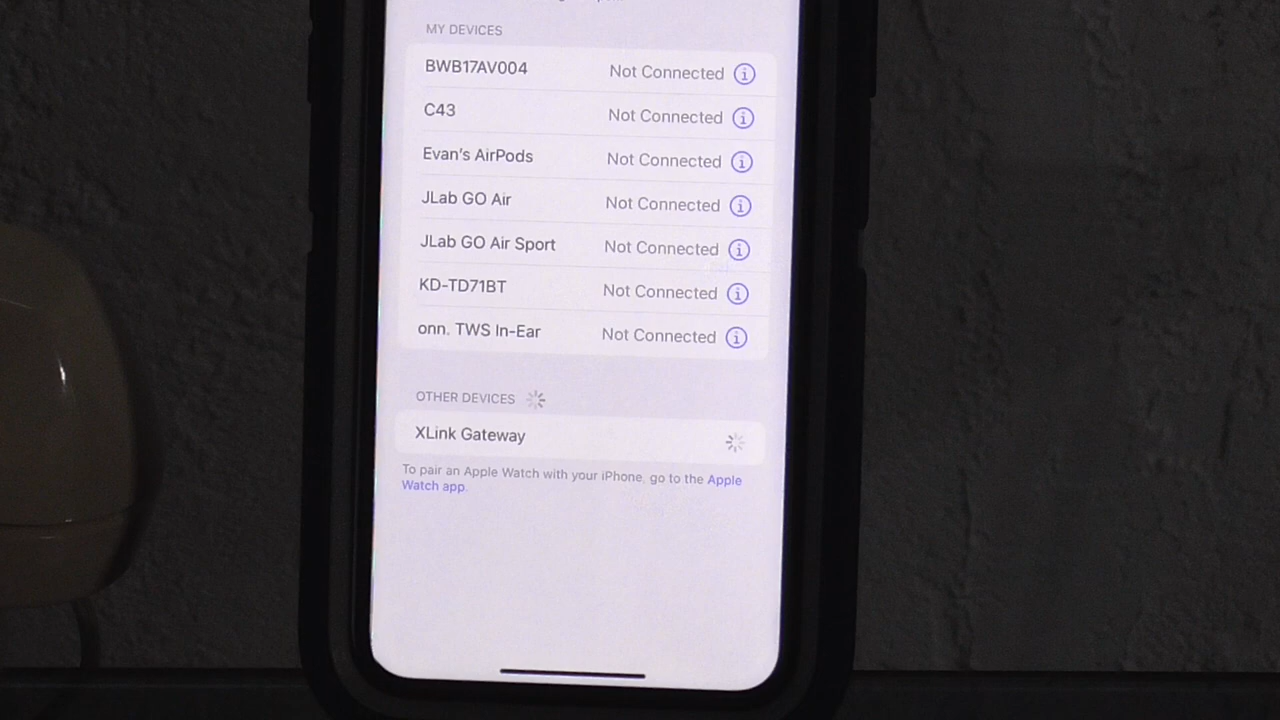 MY DEVICES
BWB17AV004 Not Connected
C43 Not Connected
Evan's AirPods Not Connected
JLab GO Air Not Connected
JLab GO Air Sport Not Connected
KD-TD71BT Not Connected
onn. TWS In-Ear Not Connected
OTHER DEVICES
XLink Gateway
To pair an Apple Watch with your iPhone, go to the Apple
Watch app.